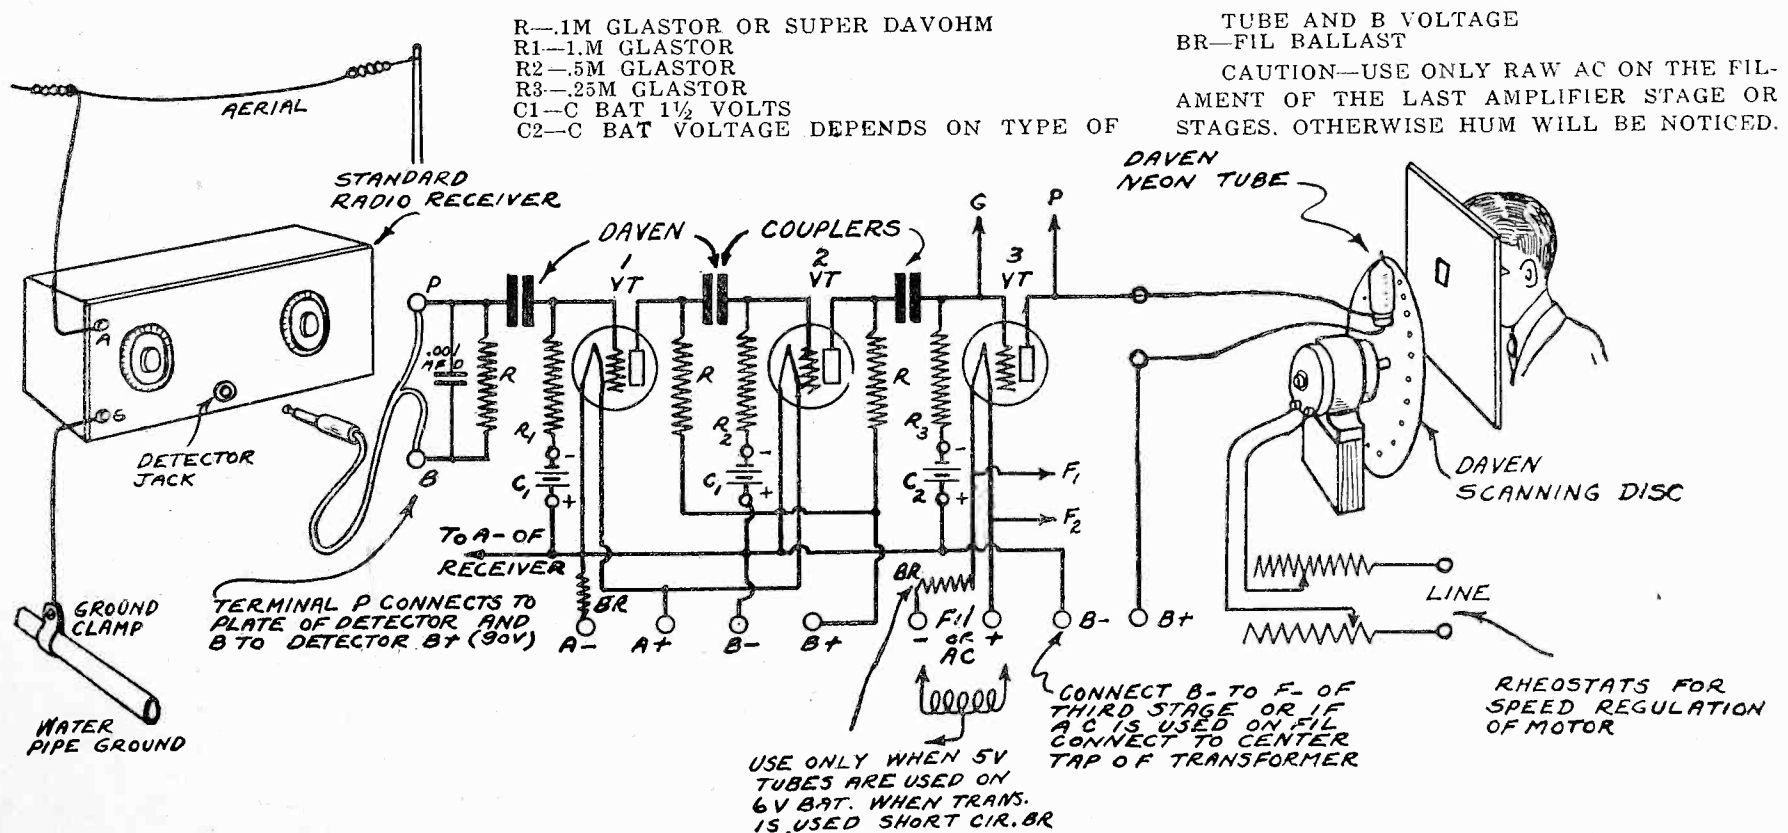 R—.1M GLASTOR OR SUPER DAVOHM
R1—1.M GLASTOR
R2—.5M GLASTOR
R3—.25M GLASTOR
C1—C BAT 1½ VOLTS
C2—C BAT VOLTAGE DEPENDS ON TYPE OF
TUBE AND B VOLTAGE
BR—FIL BALLAST
CAUTION—USE ONLY RAW AC ON THE FIL-
AMENT OF THE LAST AMPLIFIER STAGE OR
STAGES. OTHERWISE HUM WILL BE NOTICED.
AERIAL
STANDARD
RADIO RECEIVER
DAVEN
COUPLERS
G
P
DAVEN
NEON TUBE
1
VT
2
VT
3
VT
P
A
G
.001
MFD
R
R
R
R1
R2
R3
C1
C1
C2
-
+
-
+
-
+
B
DETECTOR
JACK
F1
F2
DAVEN
SCANNING DISC
TO A- OF
RECEIVER
BR
BR
LINE
GROUND
CLAMP
TERMINAL P CONNECTS TO
PLATE OF DETECTOR AND
B TO DETECTOR B+ (90V)
A-
A+
B-
B+
-
Fil
OR
AC
+
B-
B+
WATER
PIPE GROUND
USE ONLY WHEN 5V
TUBES ARE USED ON
6V BAT. WHEN TRANS.
IS USED SHORT CIR. BR
CONNECT B- TO F- OF
THIRD STAGE OR IF
AC IS USED ON FIL
CONNECT TO CENTER
TAP OF TRANSFORMER
RHEOSTATS FOR
SPEED REGULATION
OF MOTOR